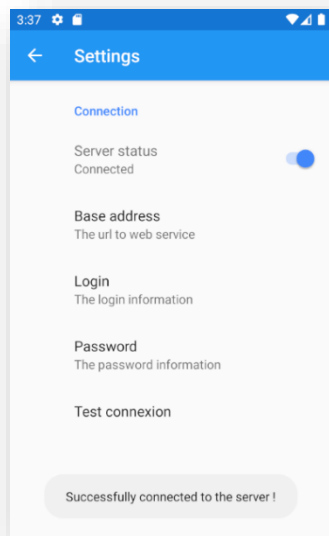 3:37
Settings
Connection
Server status
Connected
Base address
The url to web service
Login
The login information
Password
The password information
Test connexion
Successfully connected to the server !